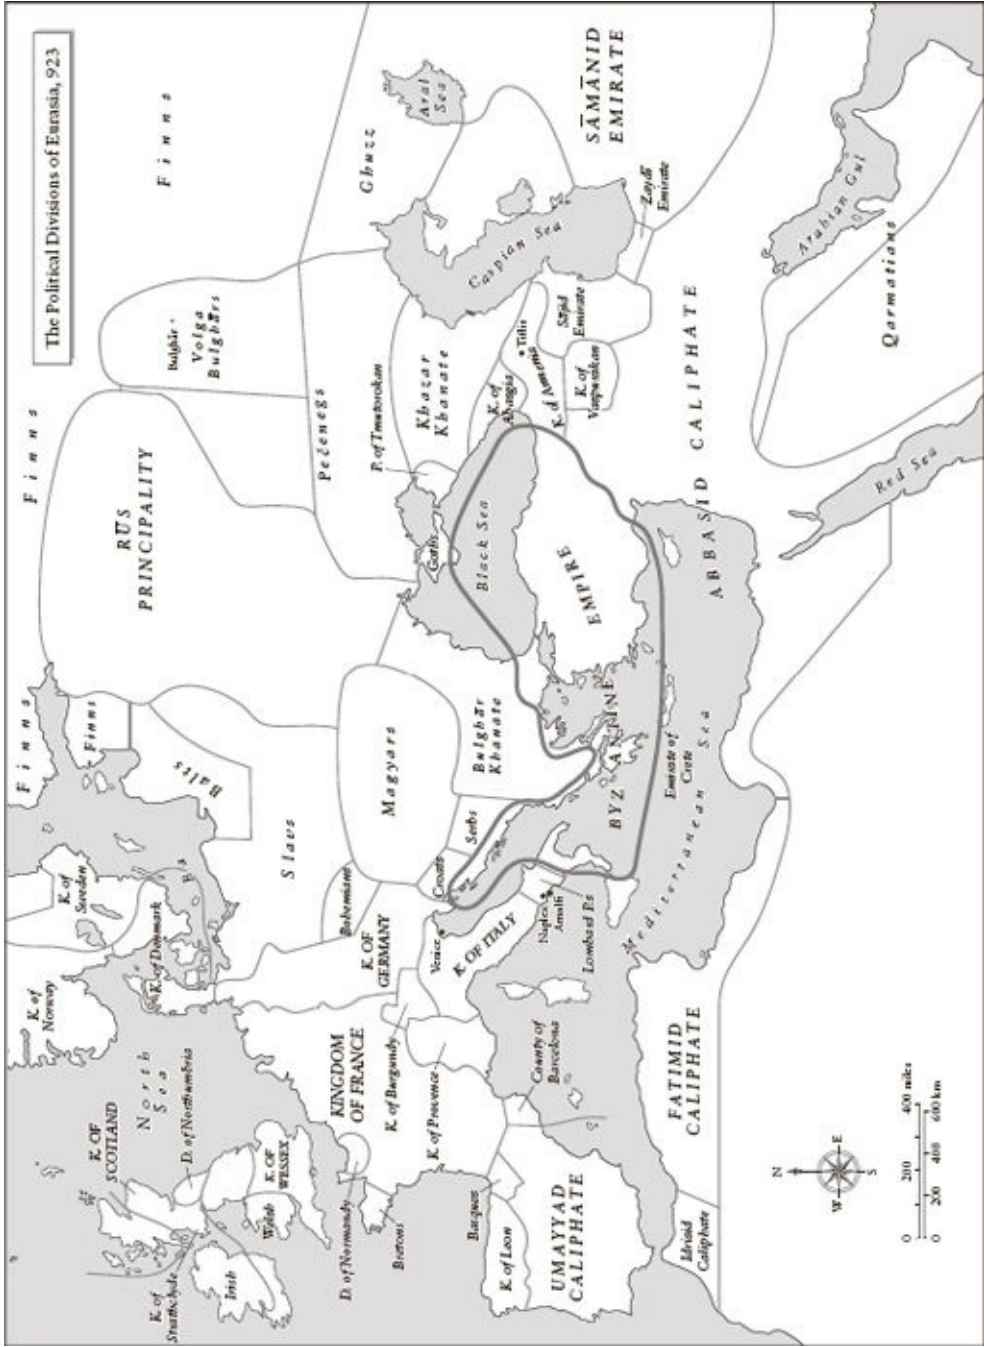 The Political Divisions of Eurasia, 923
Finns
Finns
Finns
Finns
K. of
Norway
K. of
Sweden
K. of Denmark
Balts
RŪS
PRINCIPALITY
Bulghār
Volga
Bulghārs
Ghuzz
Aral
Sea
SĀMĀNID
EMIRATE
Pečenegs
P. of Tmutorokan
Khazar
Khanate
Caspian Sea
Zaydī
Emirate
K. of
Abasgia
Tiflis
K. of Armenia
Sājid
Emirate
K. of
Vaspurakan
Goths
Black Sea
Slavs
Magyars
Bulghār
Khanate
Serbs
Croats
Bohemians
K. OF
GERMANY
North
Sea
K. OF
SCOTLAND
D. of Northumbria
K. of
Strathclyde
Irish
Welsh
K. OF
WESSEX
D. of Normandy
Bretons
KINGDOM
OF FRANCE
K. of Burgundy
K. of Provence
Venice
K. OF ITALY
Naples
Amalfi
Lombard Ps
County of
Barcelona
Basques
K. of Leon
UMAYYAD
CALIPHATE
Idrisid
Caliphate
FATIMID
CALIPHATE
BYZANTINE
EMPIRE
Emirate of
Crete
Mediterranean Sea
ABBASID CALIPHATE
Red Sea
Arabian Gulf
Qarmatians
N
E
S
W
0 200 400 miles
0 200 400 600 km